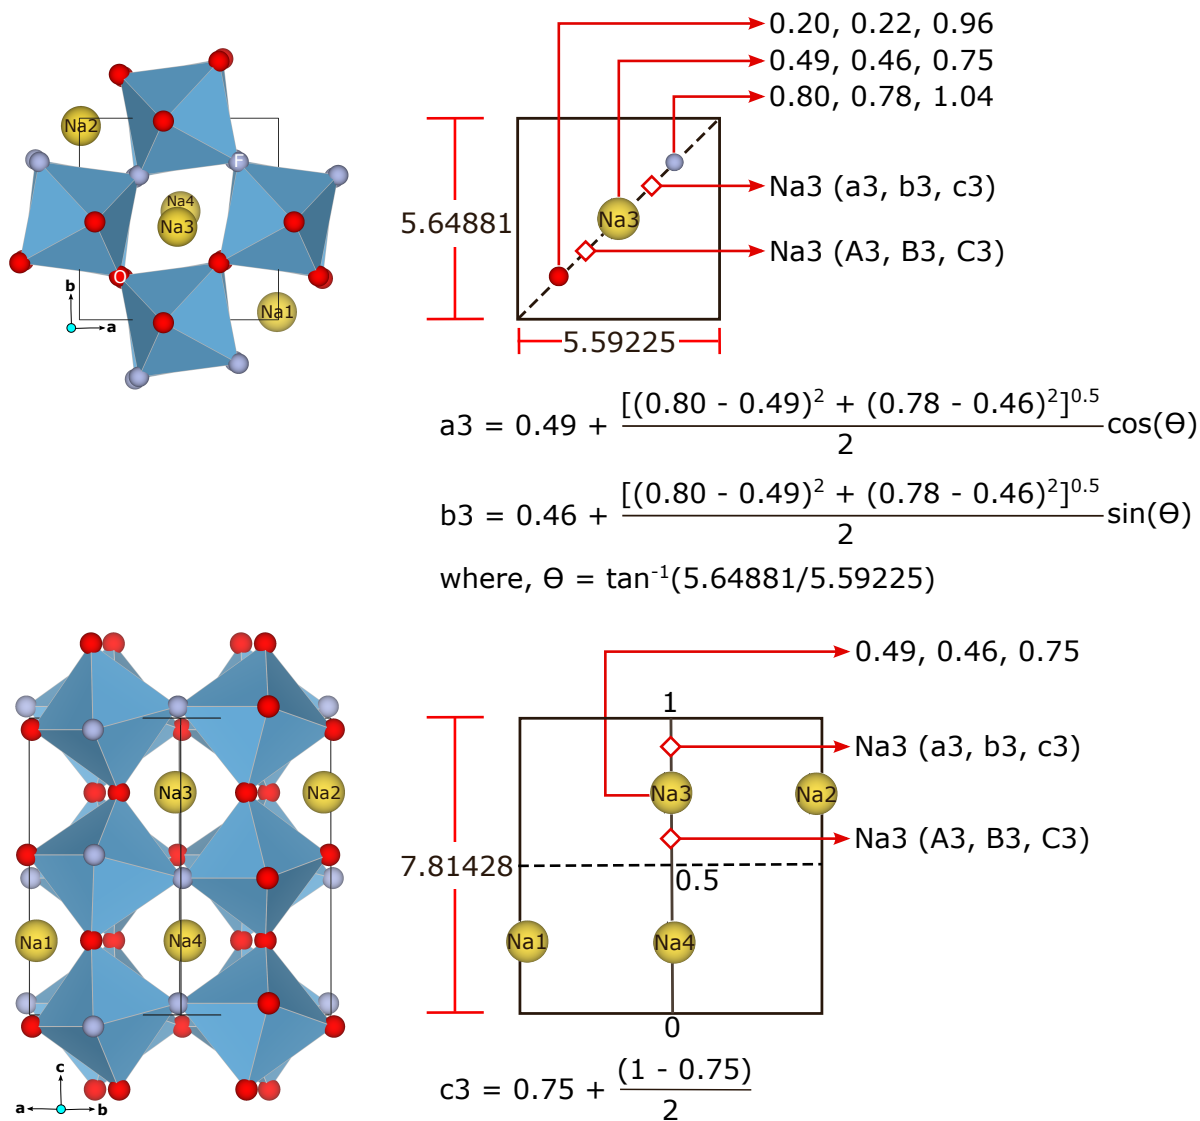 0.20, 0.22, 0.96
0.49, 0.46, 0.75
0.80, 0.78, 1.04
Na2
F
Na4
Na3
O
Na1
b
a
5.64881
Na3
Na3 (a3, b3, c3)
Na3 (A3, B3, C3)
5.59225
a3 = 0.49 + [(0.80 - 0.49)² + (0.78 - 0.46)²]⁰·⁵ / 2 cos(Ɵ)
b3 = 0.46 + [(0.80 - 0.49)² + (0.78 - 0.46)²]⁰·⁵ / 2 sin(Ɵ)
where, Ɵ = tan⁻¹(5.64881/5.59225)
0.49, 0.46, 0.75
1
Na3 (a3, b3, c3)
Na3
Na2
Na3
Na2
Na3 (A3, B3, C3)
7.81428
0.5
Na1
Na4
Na1
Na4
0
c
a
b
c3 = 0.75 + (1 - 0.75) / 2